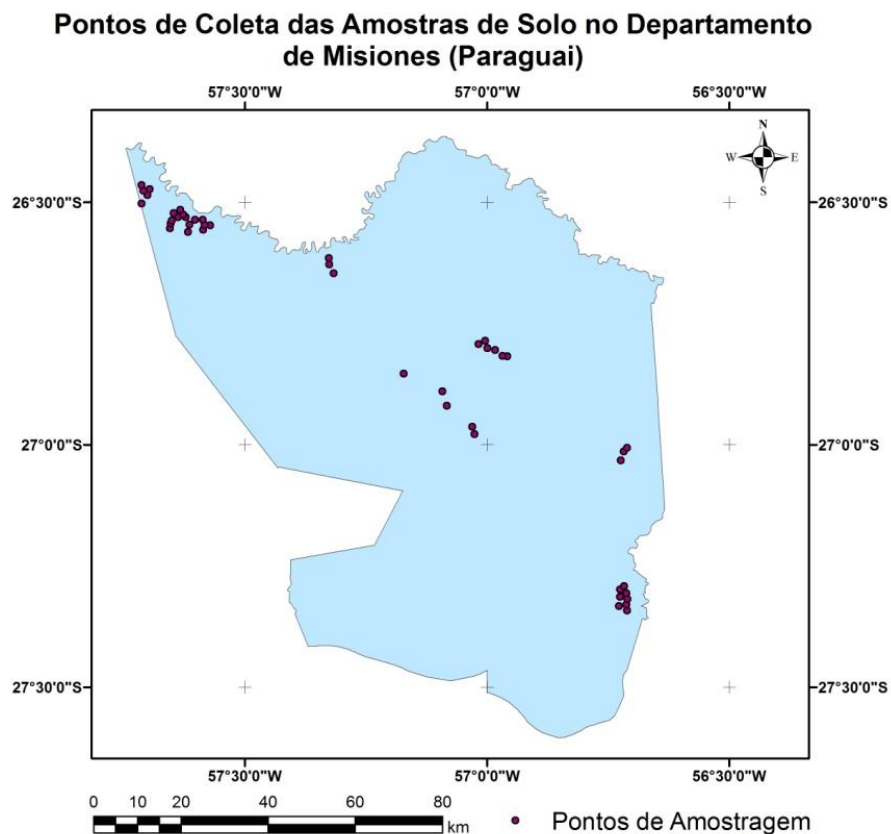 Pontos de Coleta das Amostras de Solo no Departamento
de Misiones (Paraguai)
57°30'0"W 57°0'0"W 56°30'0"W
N
W E
S
26°30'0"S 26°30'0"S
27°0'0"S 27°0'0"S
27°30'0"S 27°30'0"S
57°30'0"W 57°0'0"W 56°30'0"W
0 10 20 40 60 80
km
Pontos de Amostragem